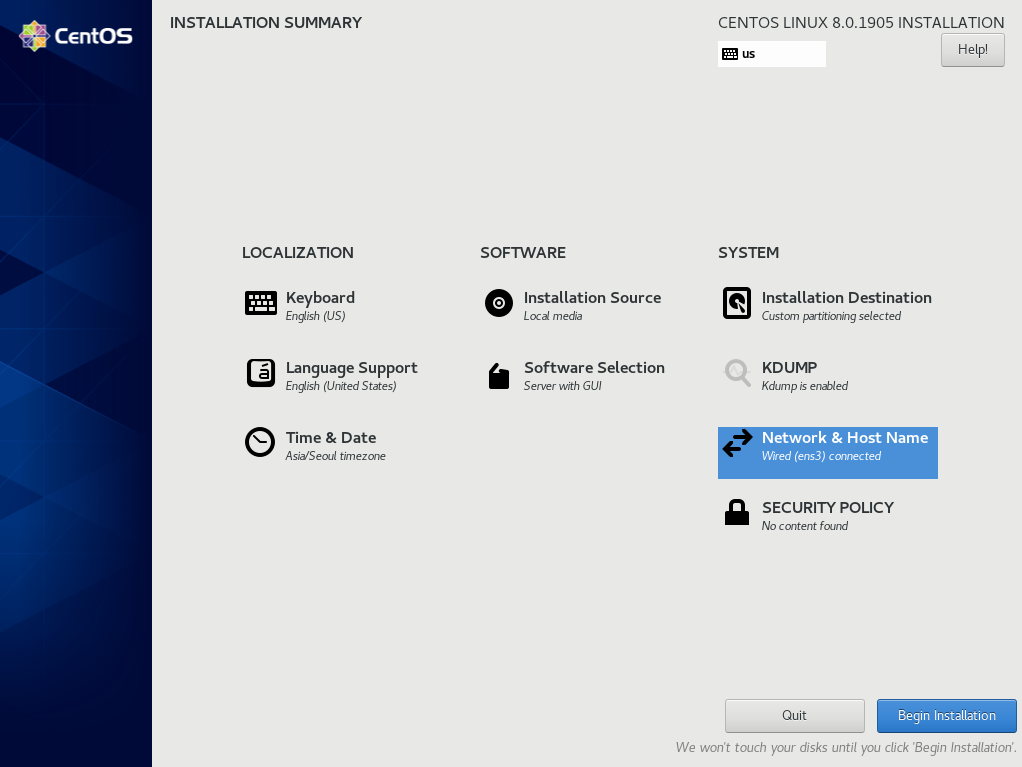 CentOS
INSTALLATION SUMMARY
CENTOS LINUX 8.0.1905 INSTALLATION
us
Help!
LOCALIZATION
Keyboard
English (US)
Language Support
English (United States)
Time & Date
Asia/Seoul timezone
SOFTWARE
Installation Source
Local media
Software Selection
Server with GUI
SYSTEM
Installation Destination
Custom partitioning selected
KDUMP
Kdump is enabled
Network & Host Name
Wired (ens3) connected
SECURITY POLICY
No content found
Quit
Begin Installation
We won't touch your disks until you click 'Begin Installation'.